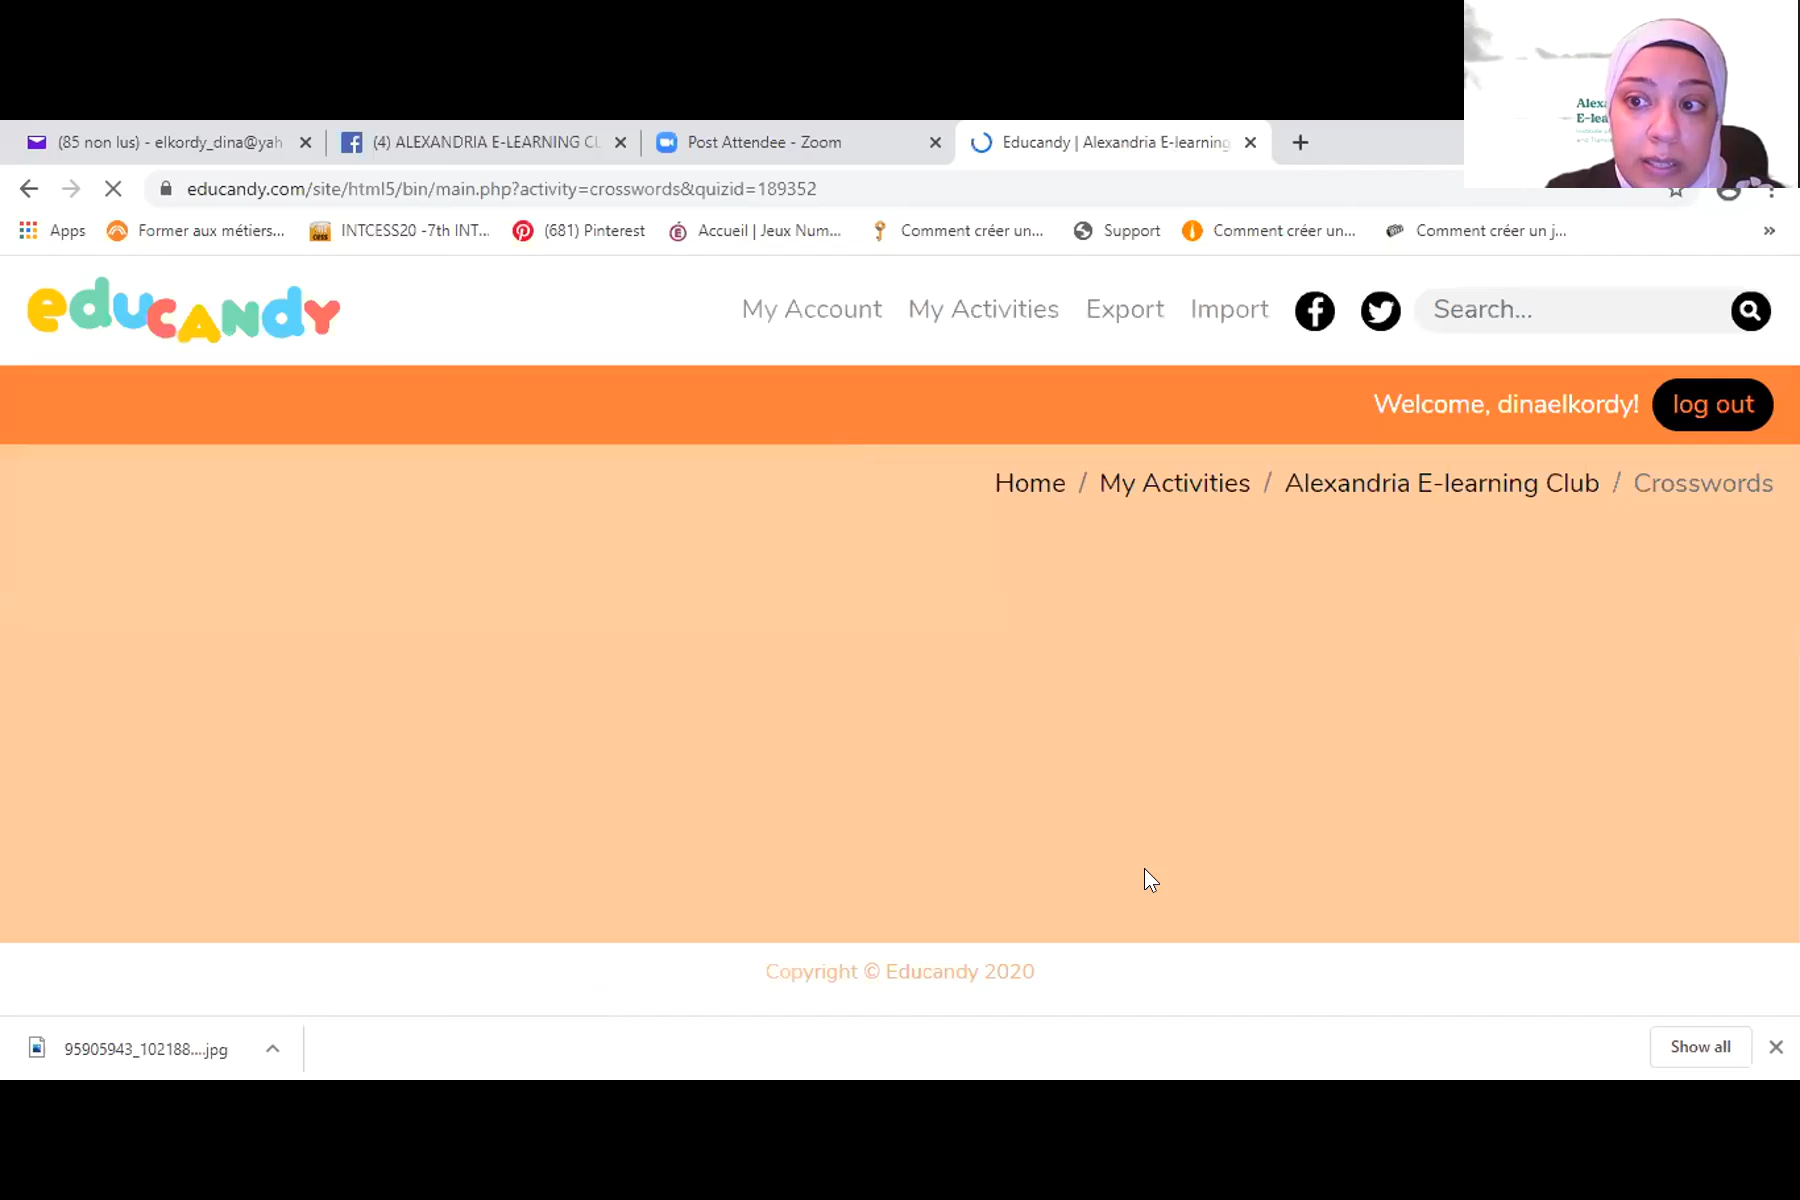 Alexa
E-lea
(85 non lus) - elkordy_dina@yah
(4) ALEXANDRIA E-LEARNING CL
Post Attendee - Zoom
Educandy | Alexandria E-learning
educandy.com/site/html5/bin/main.php?activity=crosswords&quizid=189352
Apps
Former aux métiers...
INTCESS20 -7th INT...
(681) Pinterest
Accueil | Jeux Num...
Comment créer un...
Support
Comment créer un...
Comment créer un j...
educandy
My Account
My Activities
Export
Import
Search...
Welcome, dinaelkordy!
log out
Home / My Activities / Alexandria E-learning Club / Crosswords
Copyright © Educandy 2020
95905943_102188....jpg
Show all